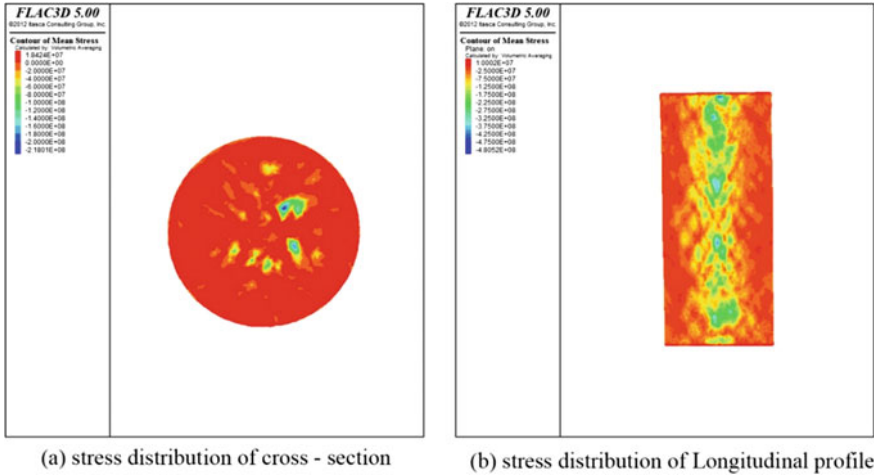 FLAC3D 5.00
©2012 Itasca Consulting Group, Inc.
Contour of Mean Stress
Calculated by: Volumetric Averaging
1.8424E+07
0.0000E+00
-2.0000E+07
-4.0000E+07
-6.0000E+07
-8.0000E+07
-1.0000E+08
-1.2000E+08
-1.4000E+08
-1.6000E+08
-1.8000E+08
-2.0000E+08
-2.1801E+08
(a) stress distribution of cross - section
FLAC3D 5.00
©2012 Itasca Consulting Group, Inc.
Contour of Mean Stress
Plane: on
Calculated by: Volumetric Averaging
1.0002E+07
-2.5000E+07
-7.5000E+07
-1.2500E+08
-1.7500E+08
-2.2500E+08
-2.7500E+08
-3.2500E+08
-3.7500E+08
-4.2500E+08
-4.7500E+08
-4.8052E+08
(b) stress distribution of Longitudinal profile